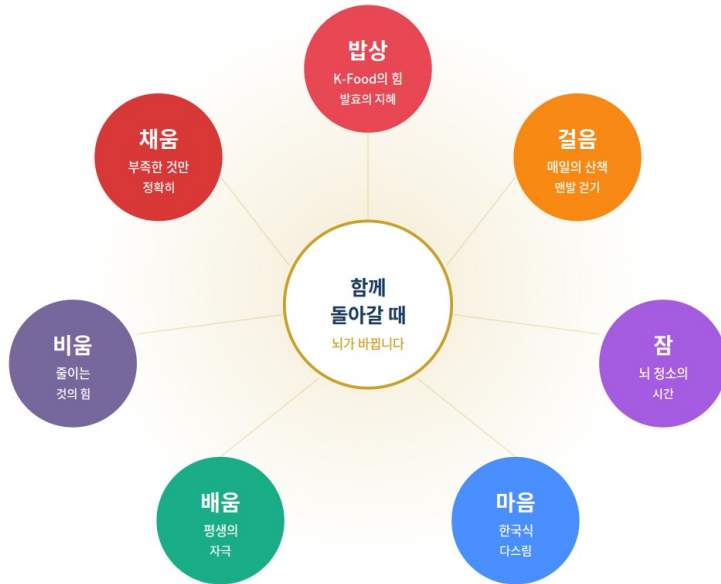 밥상
K-Food의 힘
발효의 지혜
걸음
매일의 산책
맨발 걷기
잠
뇌 청소의
시간
마음
한국식
다스림
배움
평생의
자극
비움
줄이는
것의 힘
채움
부족한 것만
정확히
함께
돌아갈 때
뇌가 바뀝니다